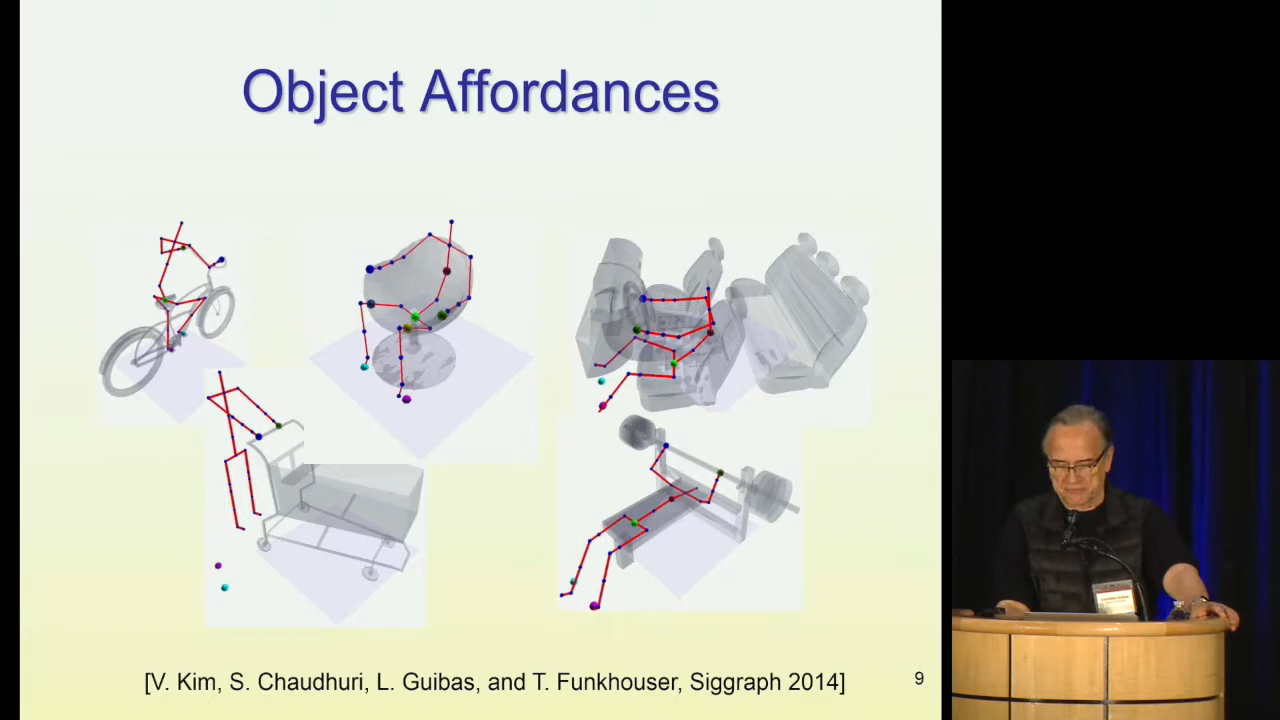 Object Affordances
[V. Kim, S. Chaudhuri, L. Guibas, and T. Funkhouser, Siggraph 2014]
9